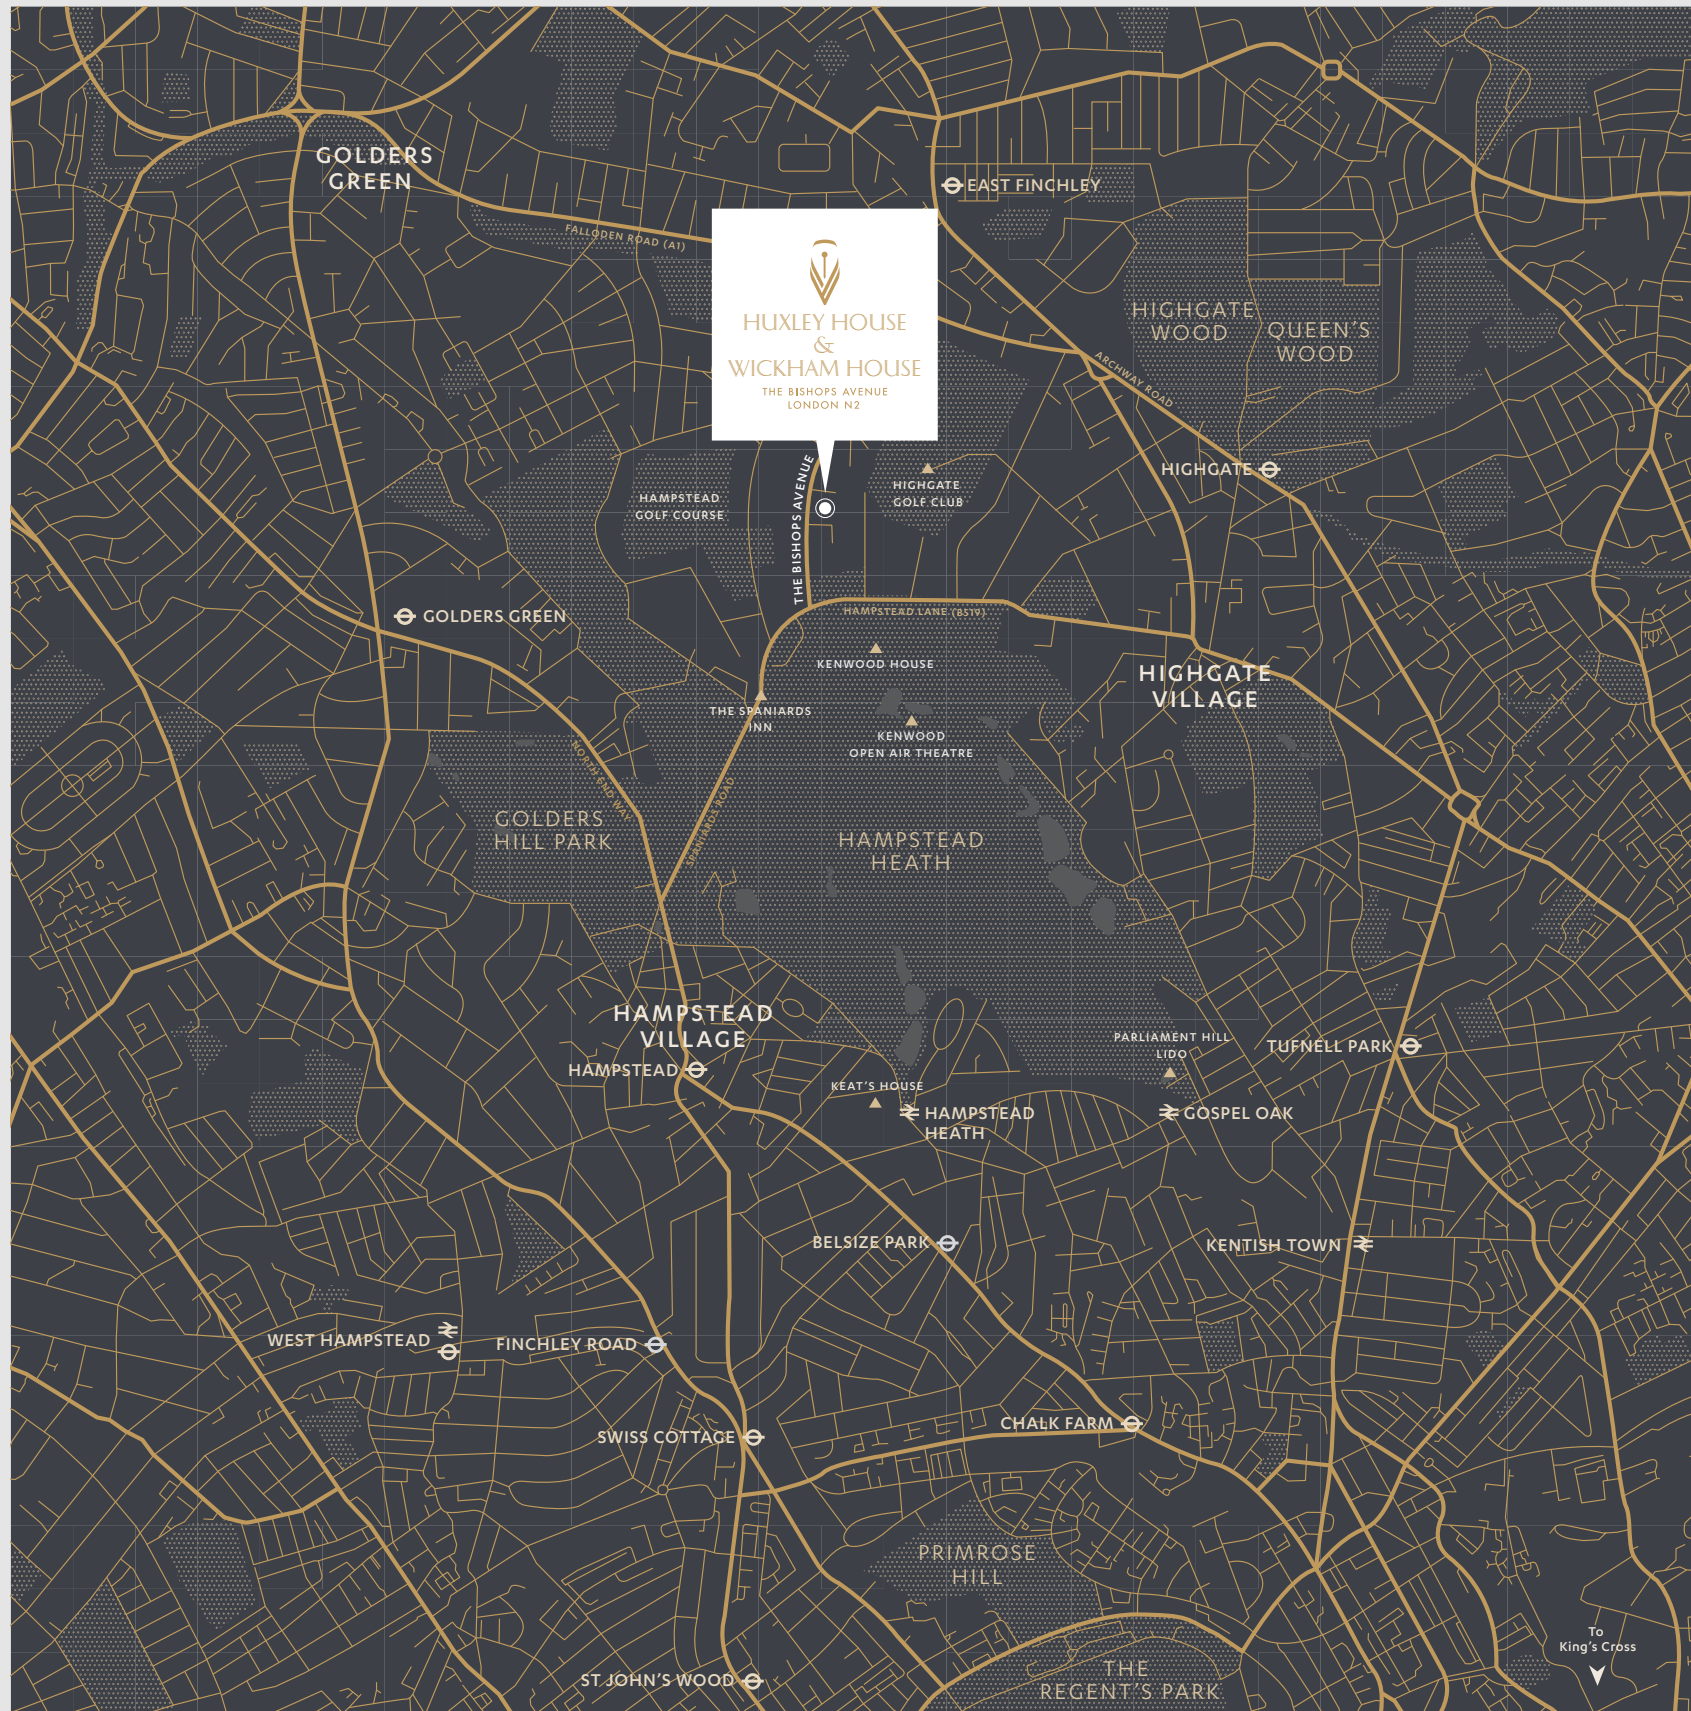 GOLDERS
GREEN
EAST FINCHLEY
FALLODEN ROAD (A1)
HUXLEY HOUSE
&
WICKHAM HOUSE
THE BISHOPS AVENUE
LONDON N2
HIGHGATE
WOOD
QUEEN'S
WOOD
ARCHWAY ROAD
HIGHGATE
HIGHGATE
GOLF CLUB
HAMPSTEAD
GOLF COURSE
THE BISHOPS AVENUE
HAMPSTEAD LANE (B519)
GOLDERS GREEN
KENWOOD HOUSE
HIGHGATE
VILLAGE
THE SPANIARDS
INN
KENWOOD
OPEN AIR THEATRE
NORTH END WAY
SPANIARDS ROAD
GOLDERS
HILL PARK
HAMPSTEAD
HEATH
HAMPSTEAD
VILLAGE
HAMPSTEAD
PARLIAMENT HILL
LIDO
TUFNELL PARK
KEAT'S HOUSE
HAMPSTEAD
HEATH
GOSPEL OAK
BELSIZE PARK
KENTISH TOWN
WEST HAMPSTEAD
FINCHLEY ROAD
CHALK FARM
SWISS COTTAGE
PRIMROSE
HILL
To
King's Cross
ST JOHN'S WOOD
THE
REGENT'S PARK